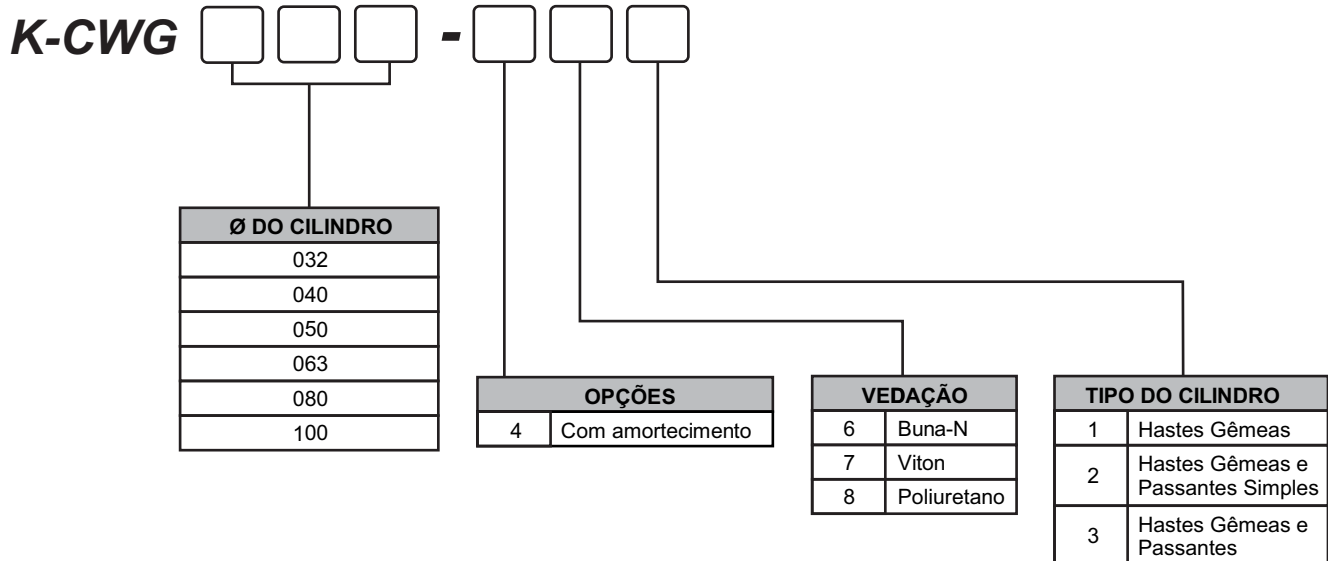 K-CWG -
Ø DO CILINDRO
032
040
050
063
080
100
OPÇÕES
4 Com amortecimento
VEDAÇÃO
6 Buna-N
7 Viton
8 Poliuretano
TIPO DO CILINDRO
1 Hastes Gêmeas
2 Hastes Gêmeas e
Passantes Simples
3 Hastes Gêmeas e
Passantes